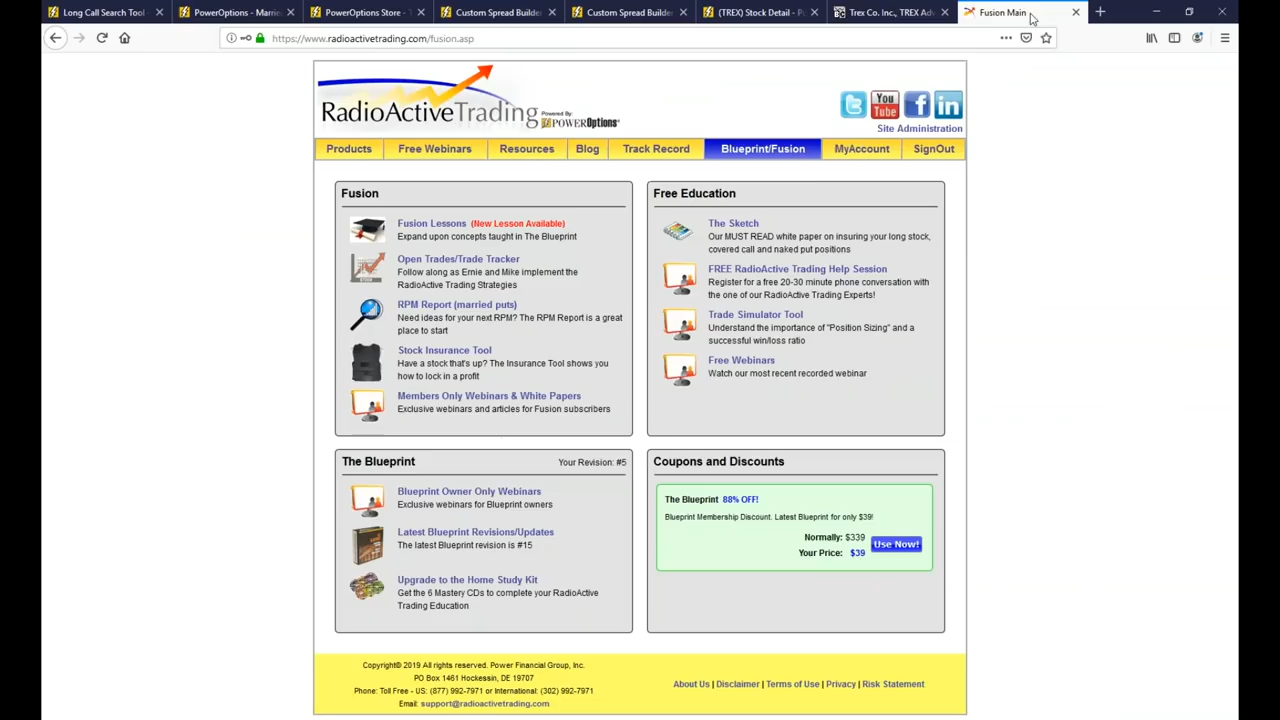 Long Call Search Tool
PowerOptions - Marrie
PowerOptions Store - T
Custom Spread Builder
Custom Spread Builder
(TREX) Stock Detail - Po
Trex Co. Inc., TREX Adv
Fusion Main
https://www.radioactivetrading.com/fusion.asp
RadioActiveTrading Powered By: POWEROptions
You Tube
Site Administration
Products Free Webinars Resources Blog Track Record Blueprint/Fusion MyAccount SignOut
Fusion
Fusion Lessons (New Lesson Available)
Expand upon concepts taught in The Blueprint
Open Trades/Trade Tracker
Follow along as Ernie and Mike implement the
RadioActive Trading Strategies
RPM Report (married puts)
Need ideas for your next RPM? The RPM Report is a great
place to start
Stock Insurance Tool
Have a stock that's up? The Insurance Tool shows you
how to lock in a profit
Members Only Webinars & White Papers
Exclusive webinars and articles for Fusion subscribers
Free Education
The Sketch
Our MUST READ white paper on insuring your long stock,
covered call and naked put positions
FREE RadioActive Trading Help Session
Register for a free 20-30 minute phone conversation with
the one of our RadioActive Trading Experts!
Trade Simulator Tool
Understand the importance of "Position Sizing" and a
successful win/loss ratio
Free Webinars
Watch our most recent recorded webinar
The Blueprint Your Revision: #5
Blueprint Owner Only Webinars
Exclusive webinars for Blueprint owners
Latest Blueprint Revisions/Updates
The latest Blueprint revision is #15
Upgrade to the Home Study Kit
Get the 6 Mastery CDs to complete your RadioActive
Trading Education
Coupons and Discounts
The Blueprint 88% OFF!
Blueprint Membership Discount. Latest Blueprint for only $39!
Normally: $339
Your Price: $39
Use Now!
Copyright© 2019 All rights reserved. Power Financial Group, Inc.
PO Box 1461 Hockessin, DE 19707
Phone: Toll Free - US: (877) 992-7971 or International: (302) 992-7971
Email: support@radioactivetrading.com
About Us | Disclaimer | Terms of Use | Privacy | Risk Statement